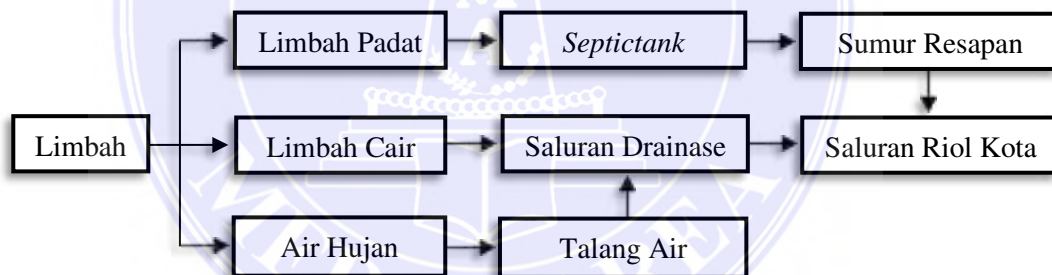 Limbah Padat
Septictank
Sumur Resapan
Limbah
Limbah Cair
Saluran Drainase
Saluran Riol Kota
Air Hujan
Talang Air